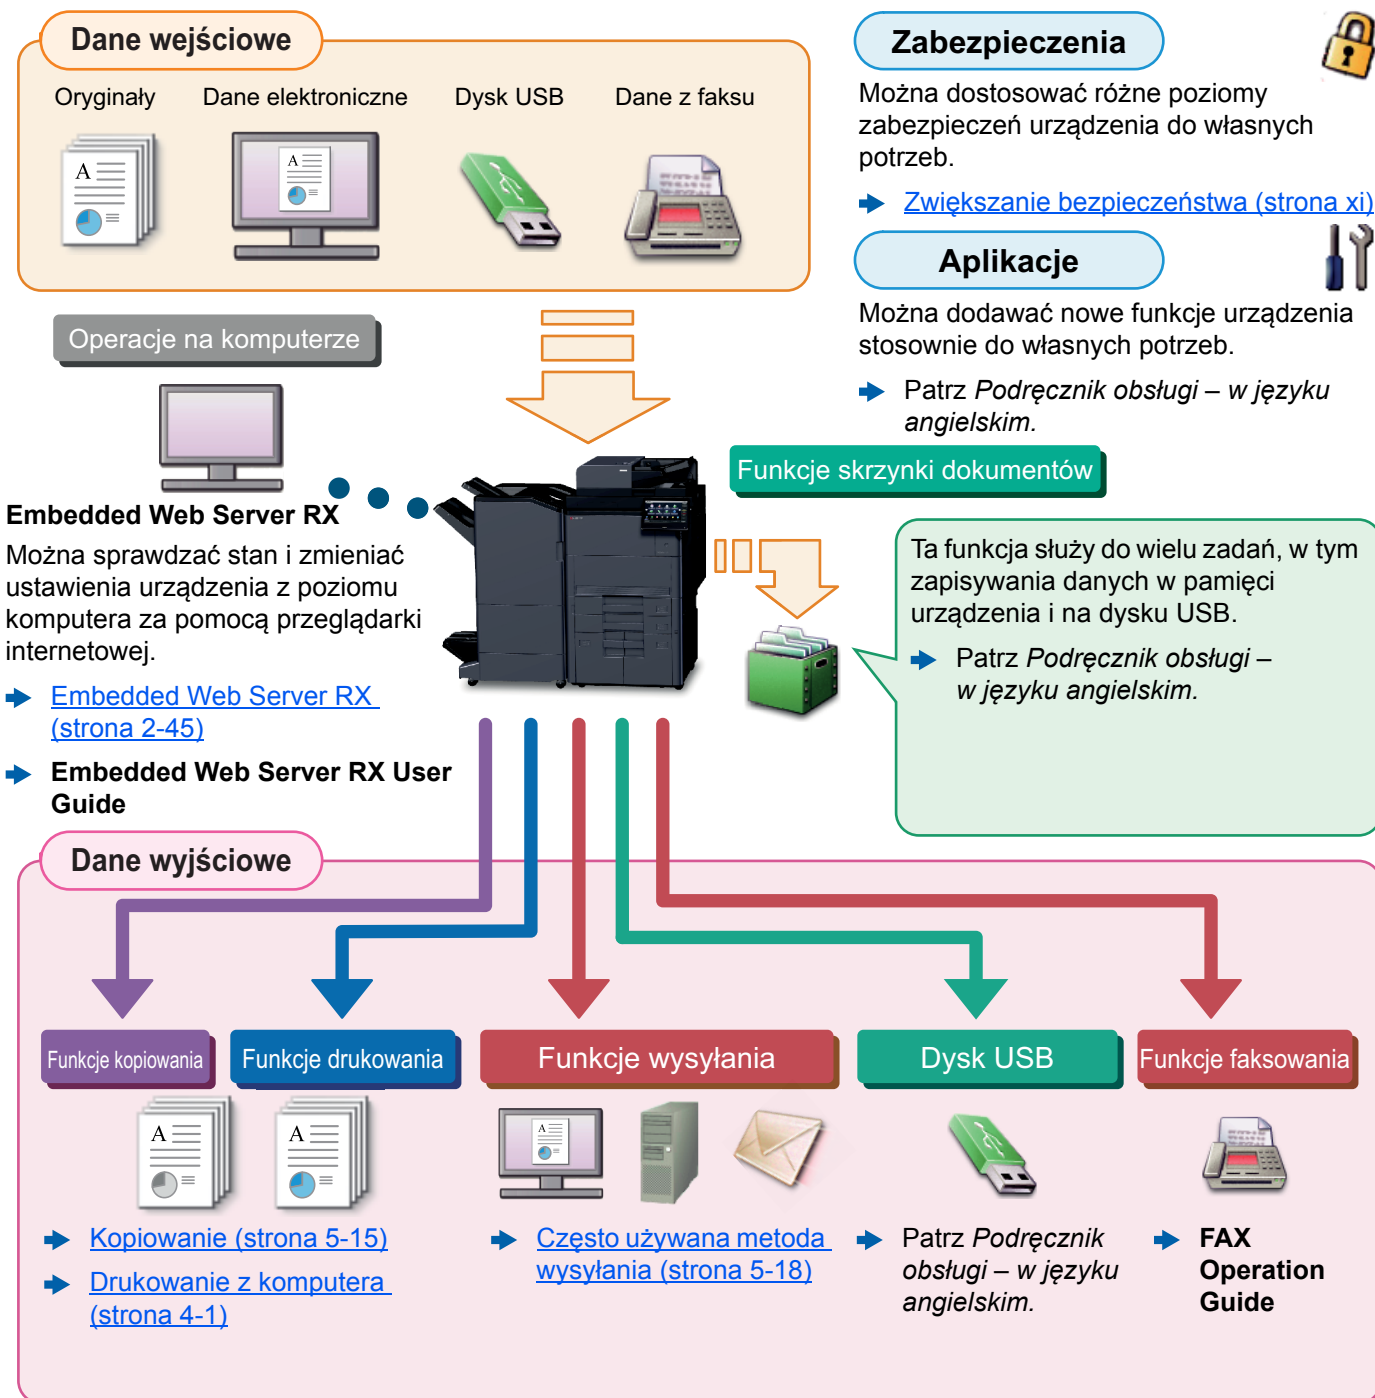 Dane wejściowe
Oryginały
Dane elektroniczne
Dysk USB
Dane z faksu
Zabezpieczenia
Można dostosować różne poziomy
zabezpieczeń urządzenia do własnych
potrzeb.
Zwiększanie bezpieczeństwa (strona xi)
Aplikacje
Można dodawać nowe funkcje urządzenia
stosownie do własnych potrzeb.
Patrz Podręcznik obsługi – w języku
angielskim.
Operacje na komputerze
Embedded Web Server RX
Można sprawdzać stan i zmieniać
ustawienia urządzenia z poziomu
komputera za pomocą przeglądarki
internetowej.
Embedded Web Server RX
(strona 2-45)
Embedded Web Server RX User
Guide
Funkcje skrzynki dokumentów
Ta funkcja służy do wielu zadań, w tym
zapisywania danych w pamięci
urządzenia i na dysku USB.
Patrz Podręcznik obsługi –
w języku angielskim.
Dane wyjściowe
Funkcje kopiowania
Funkcje drukowania
Funkcje wysyłania
Dysk USB
Funkcje faksowania
A
A
A
Kopiowanie (strona 5-15)
Drukowanie z komputera
(strona 4-1)
Często używana metoda
wysyłania (strona 5-18)
Patrz Podręcznik
obsługi – w języku
angielskim.
FAX
Operation
Guide